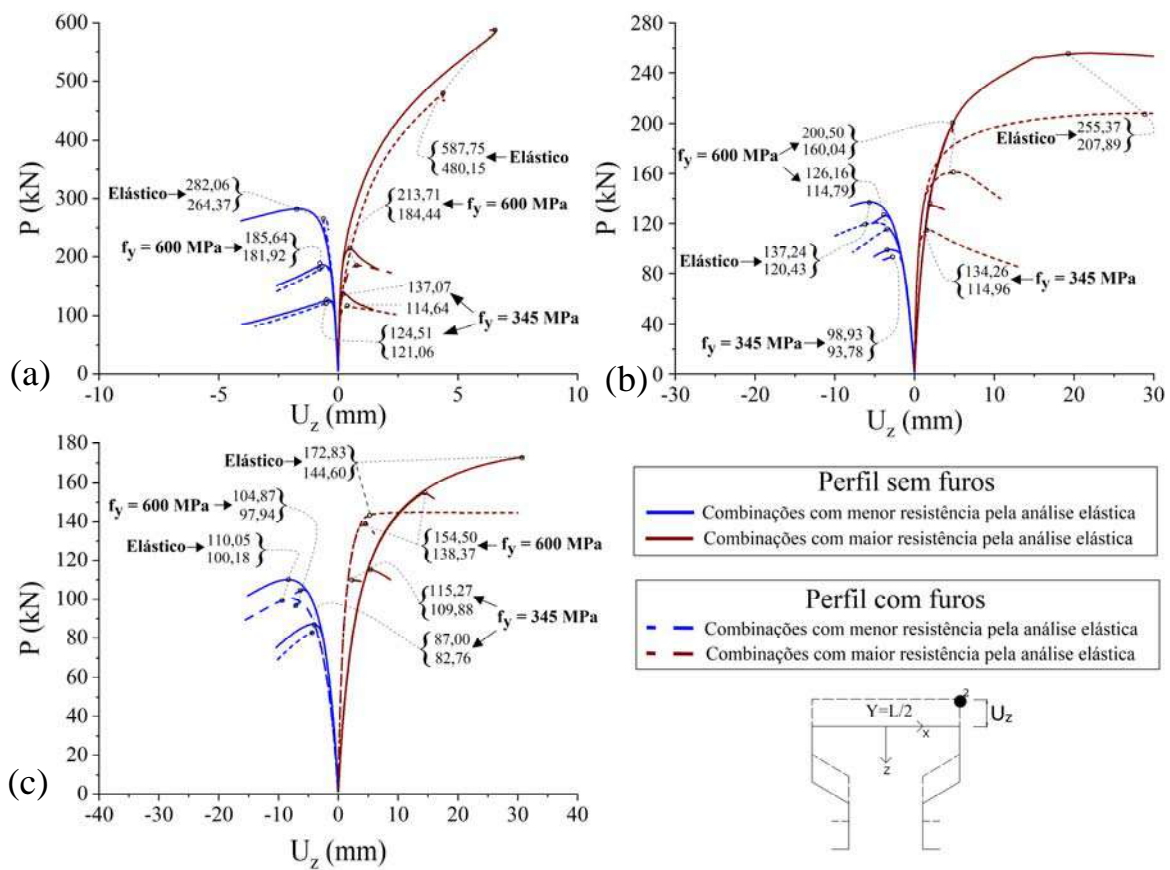 (a)
P (kN)
600
500
400
300
200
100
0
-10
-5
0
5
10
U_z (mm)
Elástico
282,06
264,37
f_y = 600 MPa
185,64
181,92
587,75
480,15
Elástico
213,71
184,44
f_y = 600 MPa
137,07
114,64
f_y = 345 MPa
124,51
121,06
(b)
P (kN)
280
240
200
160
120
80
40
0
-30
-20
-10
0
10
20
30
U_z (mm)
f_y = 600 MPa
200,50
160,04
126,16
114,79
Elástico
255,37
207,89
Elástico
137,24
120,43
134,26
114,96
f_y = 345 MPa
f_y = 345 MPa
98,93
93,78
(c)
P (kN)
180
160
140
120
100
80
60
40
20
0
-40
-30
-20
-10
0
10
20
30
40
U_z (mm)
Elástico
172,83
144,60
f_y = 600 MPa
104,87
97,94
Elástico
110,05
100,18
154,50
138,37
f_y = 600 MPa
115,27
109,88
f_y = 345 MPa
87,00
82,76
Perfil sem furos
Combinações com menor resistência pela análise elástica
Combinações com maior resistência pela análise elástica
Perfil com furos
Combinações com menor resistência pela análise elástica
Combinações com maior resistência pela análise elástica
2
Y=L/2
U_z
x
z